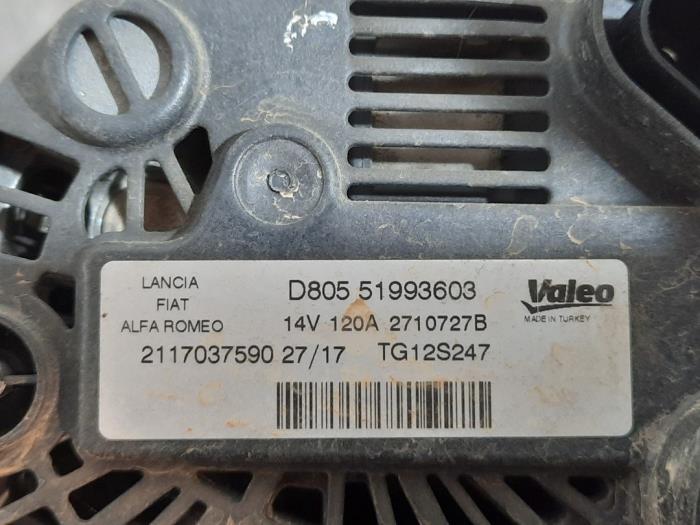 LANCIA
FIAT
ALFA ROMEO
D805 51993603
14V 120A 2710727B
Valeo
MADE IN TURKEY
2117037590 27/17 TG12S247